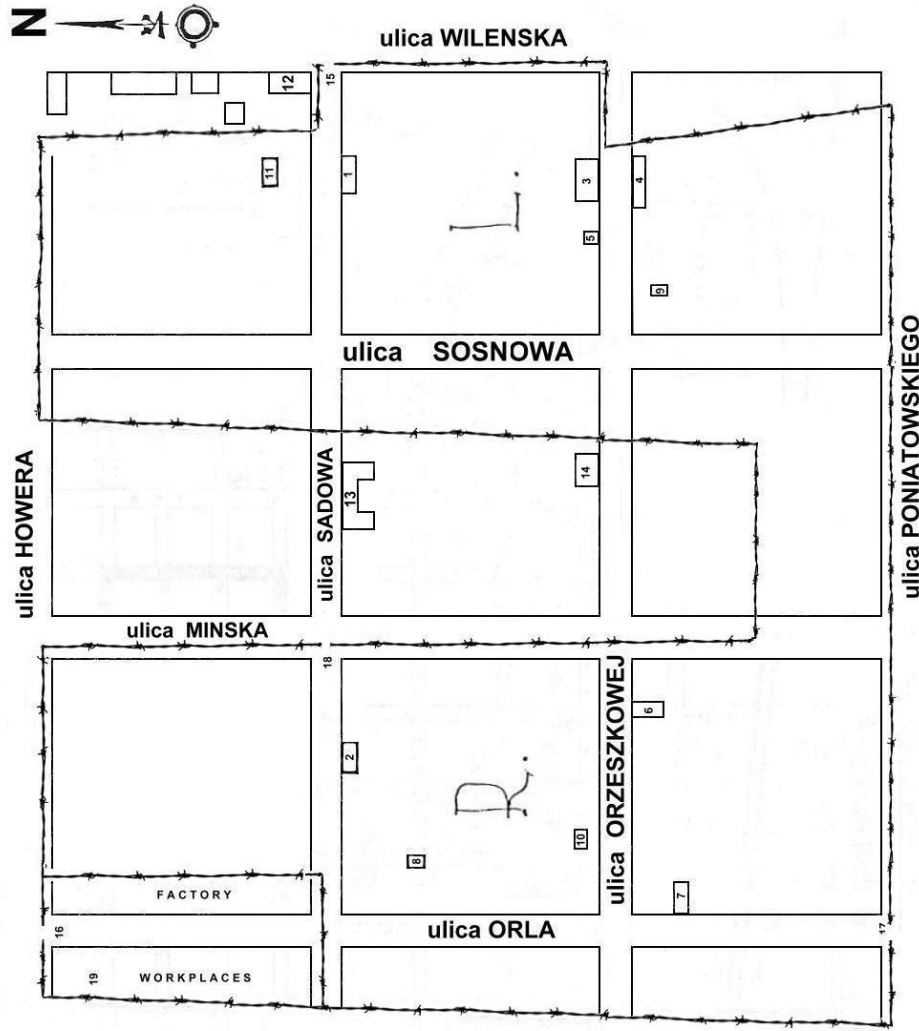 N
ulica WILENSKA
15
12
11
1
3
4
L.
5
9
ulica SOSNOWA
ulica HOWERA
ulica SADOWA
13
14
ulica PONIATOWSKIEGO
ulica MINSKA
18
ulica ORZESZKOWEJ
6
2
R.
8
10
7
FACTORY
16
ulica ORLA
17
19
WORKPLACES